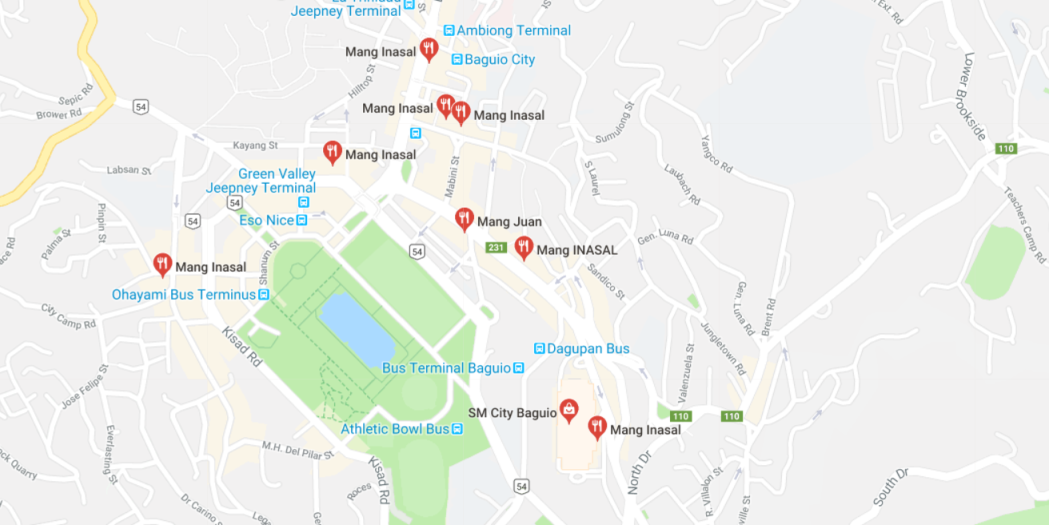 Jeepney Terminal
Ambiong Terminal
Mang Inasal
Baguio City
Ext. Rd
Lower Brookside
Hilltop St
Sepic Rd
Brower Rd
54
Mang Inasal
Mang Inasal
Sumulong St
Kayang St
Mang Inasal
Yangco Rd
110
Labsan St
Green Valley
Jeepney Terminal
Mabini St
S Laurel
Laubach Rd
54
54
Eso Nice
Mang Juan
Teachers Camp Rd
Pinpin St
Palma St
231
Mang INASAL
Gen. Luna Rd
54
Shanum St
Mang Inasal
Sandico St
Ohayami Bus Terminus
Gen. Luna Rd
Brent Rd
City Camp Rd
Kisad Rd
Jungletown Rd
Dagupan Bus
Bus Terminal Baguio
Valenzuela St
Jose Felipe St
SM City Baguio
110
110
Athletic Bowl Bus
Mang Inasal
Everlasting St
M.H. Del Pilar St
Kisad Rd
North Dr
South Dr
Quarry
Roces
54
R. Villalon St
Dr Carino